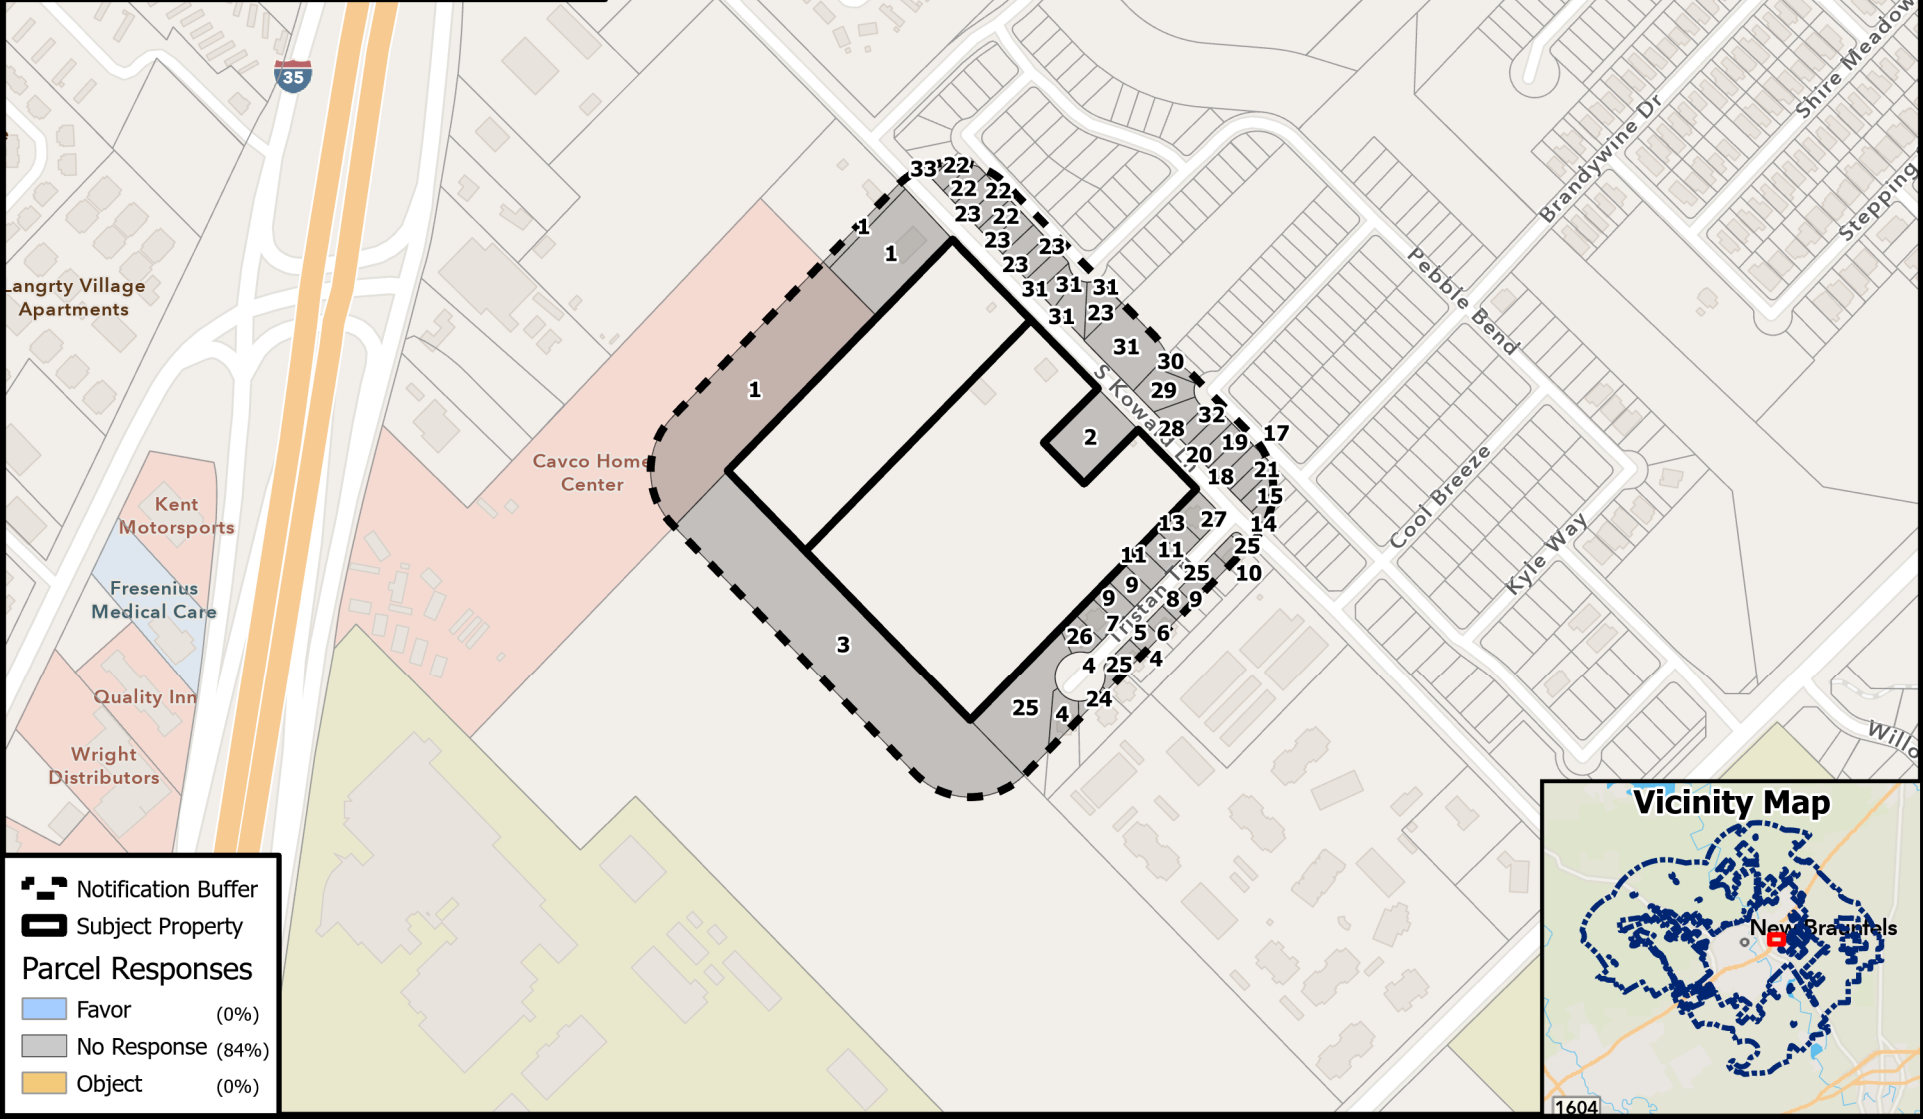 35
Langrty Village
Apartments
Kent
Motorsports
Fresenius
Medical Care
Quality Inn
Wright
Distributors
Cavco Home
Center
S Kowald Ln
Tristan
Pebble Bend
Brandywine Dr
Shire Meadow
Stepping
Cool Breeze
Kyle Way
Willo
33
22
22
22
23
22
23
23
23
31
31
31
31
23
31
30
29
32
28
17
19
20
21
18
15
14
27
13
25
11
11
10
25
9
9
8
9
7
5
6
26
4
25
4
24
25
4
1
1
1
2
3
Notification Buffer
Subject Property
Parcel Responses
Favor (0%)
No Response (84%)
Object (0%)
Vicinity Map
New Braunfels
1604